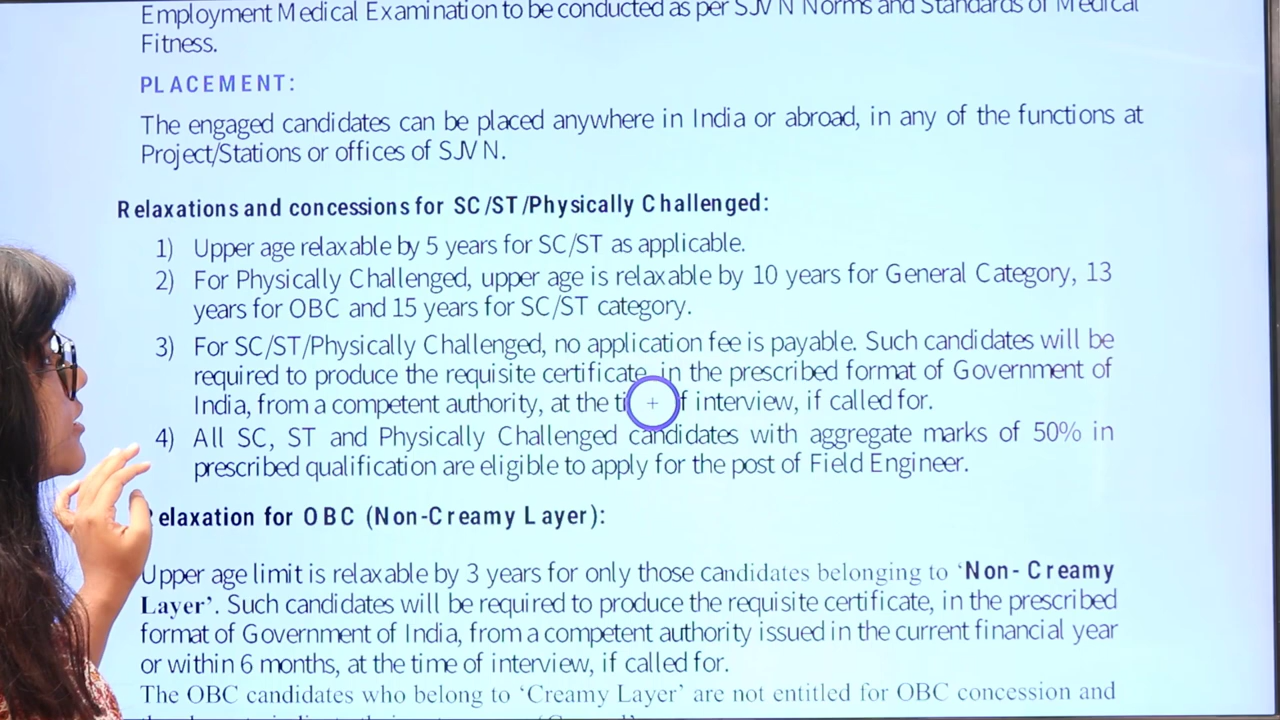 Employment Medical Examination to be conducted as per SJVN Norms and Standards of Medical
Fitness.
PLACEMENT:
The engaged candidates can be placed anywhere in India or abroad, in any of the functions at
Project/Stations or offices of SJVN.
Relaxations and concessions for SC/ST/Physically Challenged:
1) Upper age relaxable by 5 years for SC/ST as applicable.
2) For Physically Challenged, upper age is relaxable by 10 years for General Category, 13
years for OBC and 15 years for SC/ST category.
3) For SC/ST/Physically Challenged, no application fee is payable. Such candidates will be
required to produce the requisite certificate, in the prescribed format of Government of
India, from a competent authority, at the interview, if called for.
4) All SC, ST and Physically Challenged candidates with aggregate marks of 50% in
prescribed qualification are eligible to apply for the post of Field Engineer.
elaxation for OBC (Non-Creamy Layer):
Upper age limit is relaxable by 3 years for only those candidates belonging to ‘Non- Creamy
Layer’. Such candidates will be required to produce the requisite certificate, in the prescribed
format of Government of India, from a competent authority issued in the current financial year
or within 6 months, at the time of interview, if called for.
The OBC candidates who belong to ‘Creamy Layer’ are not entitled for OBC concession and